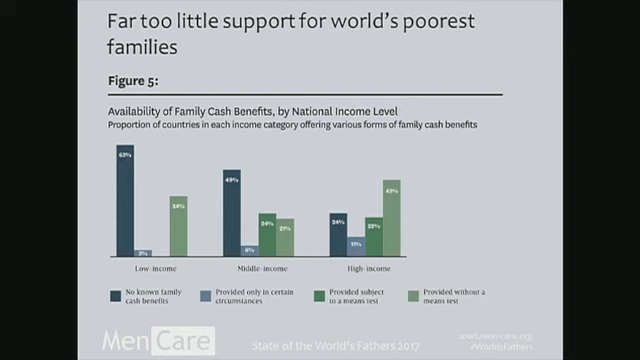 Far too little support for world's poorest
families
Figure 5:
Availability of Family Cash Benefits, by National Income Level
Proportion of countries in each income category offering various forms of family cash benefits
63%
3%
34%
49%
6%
24%
21%
24%
11%
22%
43%
Low-income
Middle-income
High-income
No known family
cash benefits
Provided only in certain
circumstances
Provided subject
to a means test
Provided without a
means test
MenCare
State of the World's Fathers 2017
sowf.men-care.org
#WorldsFathers